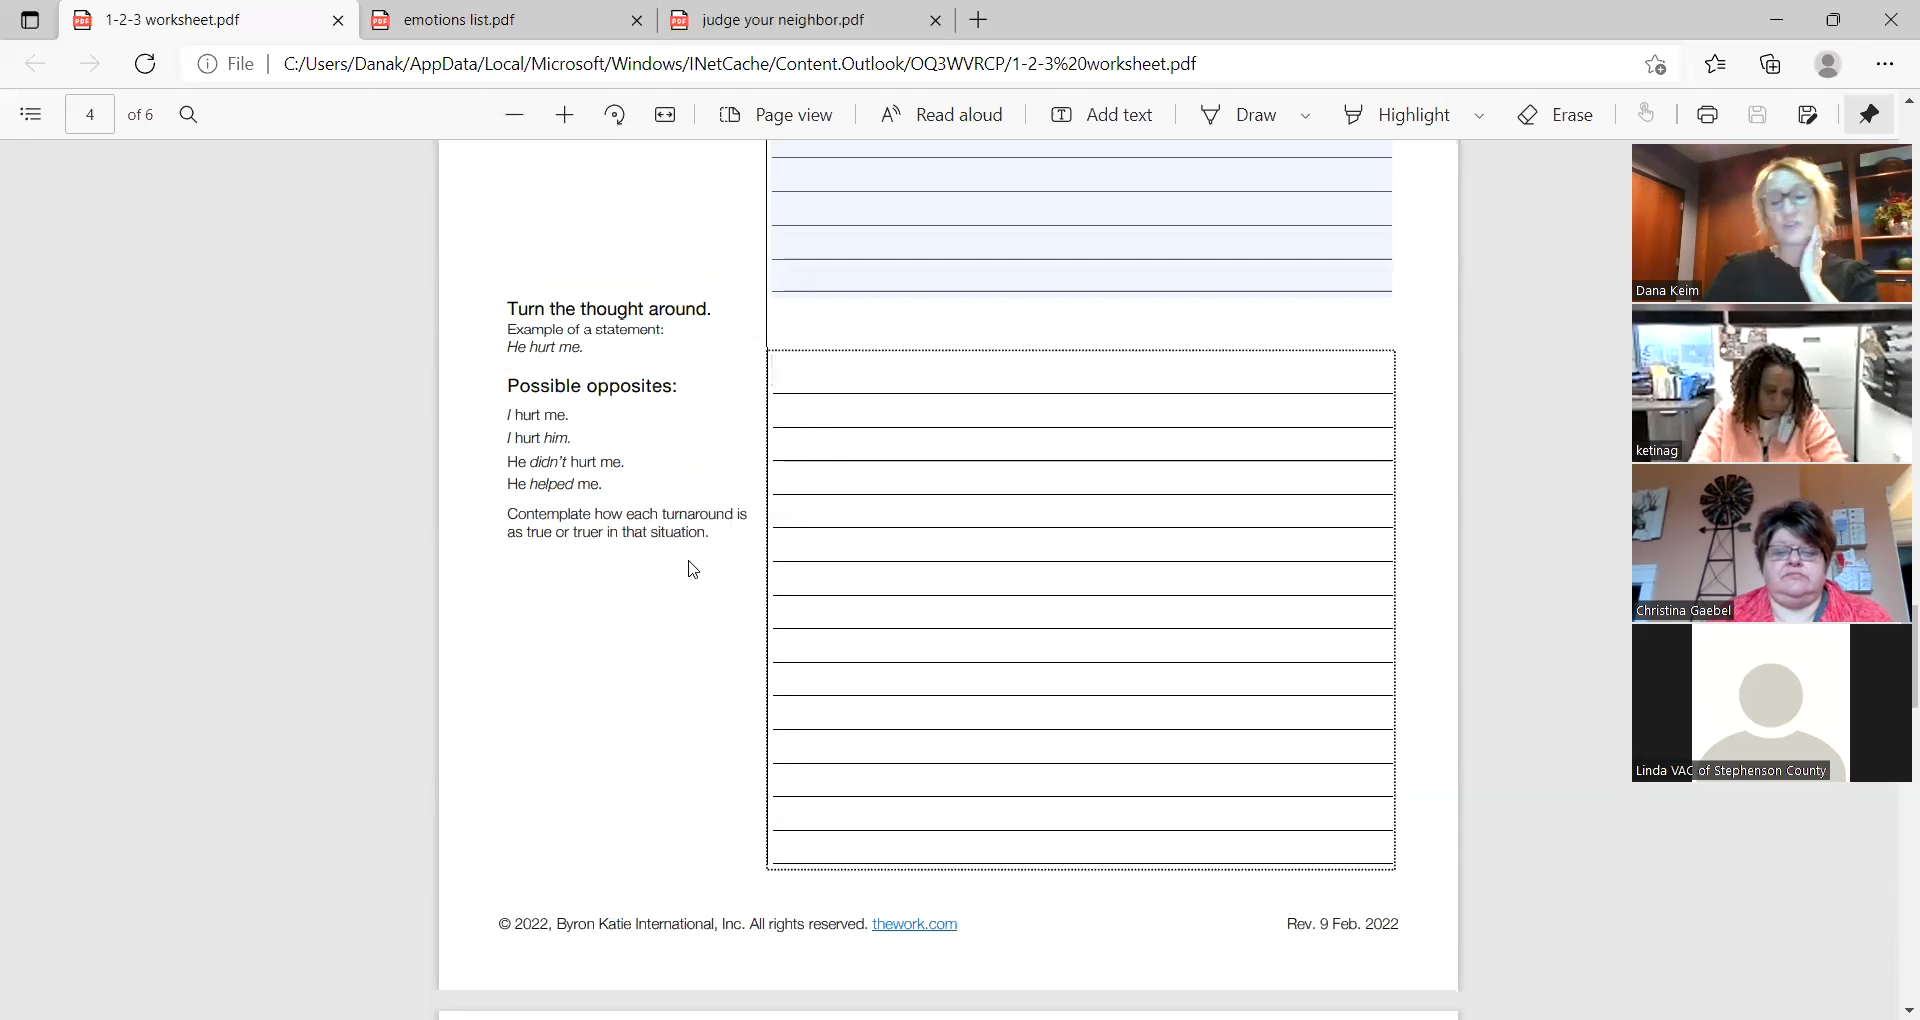 1-2-3 worksheet.pdf
emotions list.pdf
judge your neighbor.pdf
File
C:/Users/Danak/AppData/Local/Microsoft/Windows/INetCache/Content.Outlook/OQ3WVRCP/1-2-3%20worksheet.pdf
4 of 6
Page view
Read aloud
Add text
Draw
Highlight
Erase
Turn the thought around.
Example of a statement:
He hurt me.
Possible opposites:
I hurt me.
I hurt him.
He didn't hurt me.
He helped me.
Contemplate how each turnaround is
as true or truer in that situation.
© 2022, Byron Katie International, Inc. All rights reserved. thework.com
Rev. 9 Feb. 2022
Dana Keim
ketinag
Christina Gaebel
Linda VAC of Stephenson County